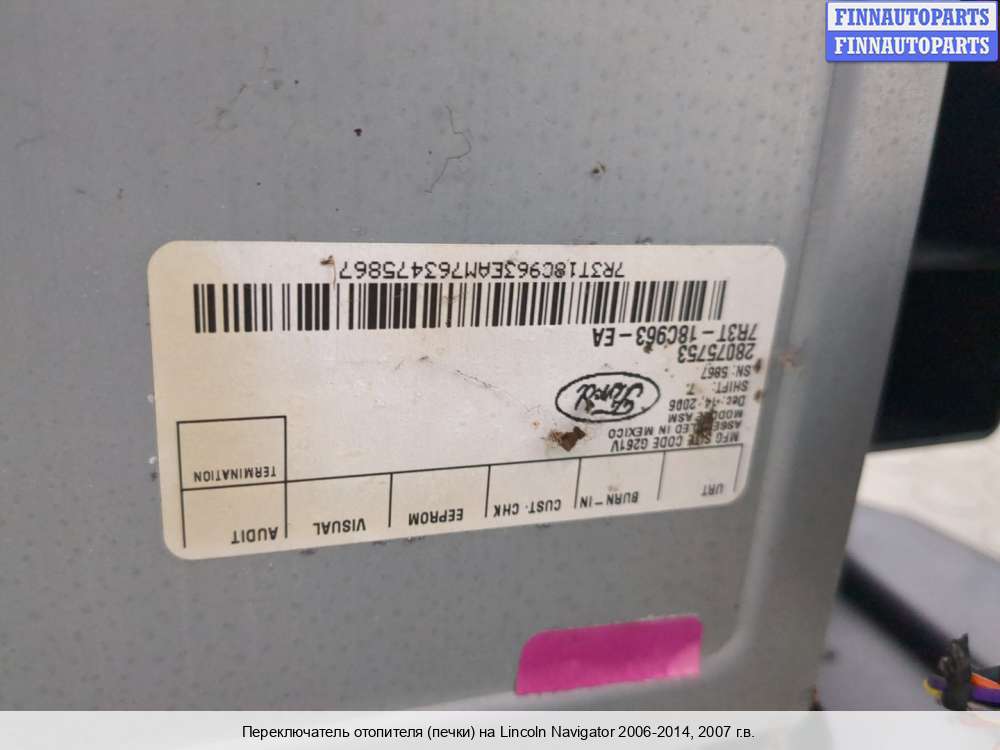 FINNAUTOPARTS
FINNAUTOPARTS
URT
BURN-IN
CUST. CHK
EEPROM
VISUAL
AUDIT
TERMINATION
MFG SITE CODE G261V
ASSEMBLED IN MEXICO
MODULE ASM
Dec.-14-2006
SHIFT: 7
SN: 5867
28075753
7R3T-18C963-EA
Ford
7R3T18C963EAM763475867
Переключатель отопителя (печки) на Lincoln Navigator 2006-2014, 2007 г.в.